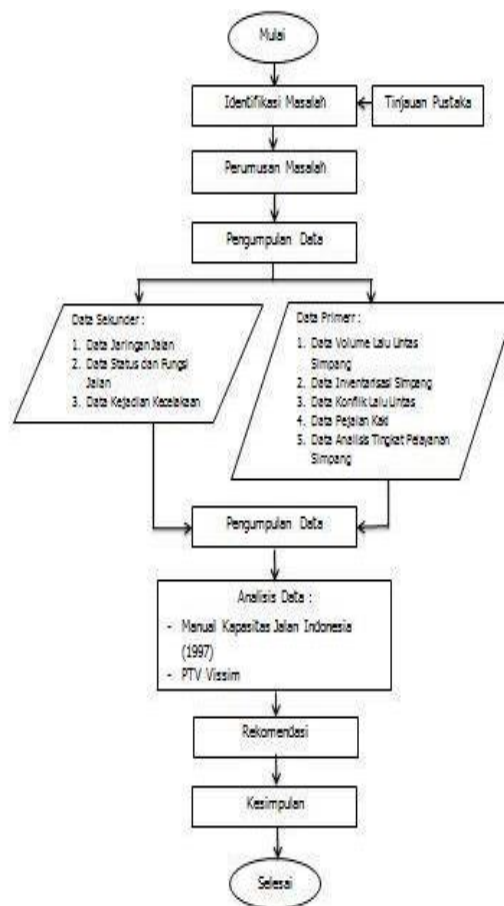 Mulai
Identifikasi Masalah
Tinjauan Pustaka
Perumusan Masalah
Pengumpulan Data
Data Sekunder :
1. Data Jaringan Jalan
2. Data Status dan Fungsi
Jalan
3. Data Kejadian Kecelakaan
Data Primerr :
1. Data Volume Lalu Lintas
Simpang
2. Data Inventarisasi Simpang
3. Data Konflik Lalu Lintas
4. Data Pejalan Kaki
5. Data Analisis Tingkat Pelayanan
Simpang
Pengumpulan Data
Analisis Data :
- Manual Kapasitas Jalan Indonesia
(1997)
- PTV Vissim
Rekomendasi
Kesimpulan
Selesai